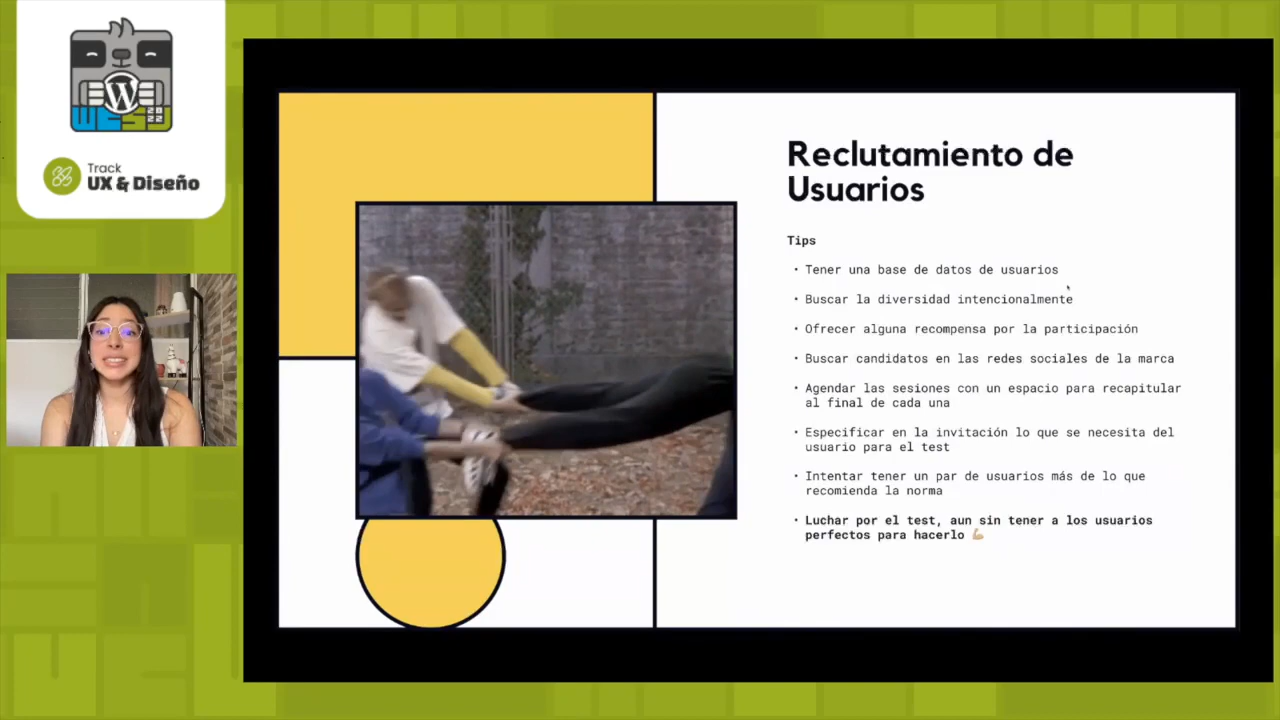 WES
2022
Track
UX & Diseño
Reclutamiento de
Usuarios
Tips
• Tener una base de datos de usuarios
• Buscar la diversidad intencionalmente
• Ofrecer alguna recompensa por la participación
• Buscar candidatos en las redes sociales de la marca
• Agendar las sesiones con un espacio para recapitular
al final de cada una
• Especificar en la invitación lo que se necesita del
usuario para el test
• Intentar tener un par de usuarios más de lo que
recomienda la norma
• Luchar por el test, aun sin tener a los usuarios
perfectos para hacerlo 💪🏼